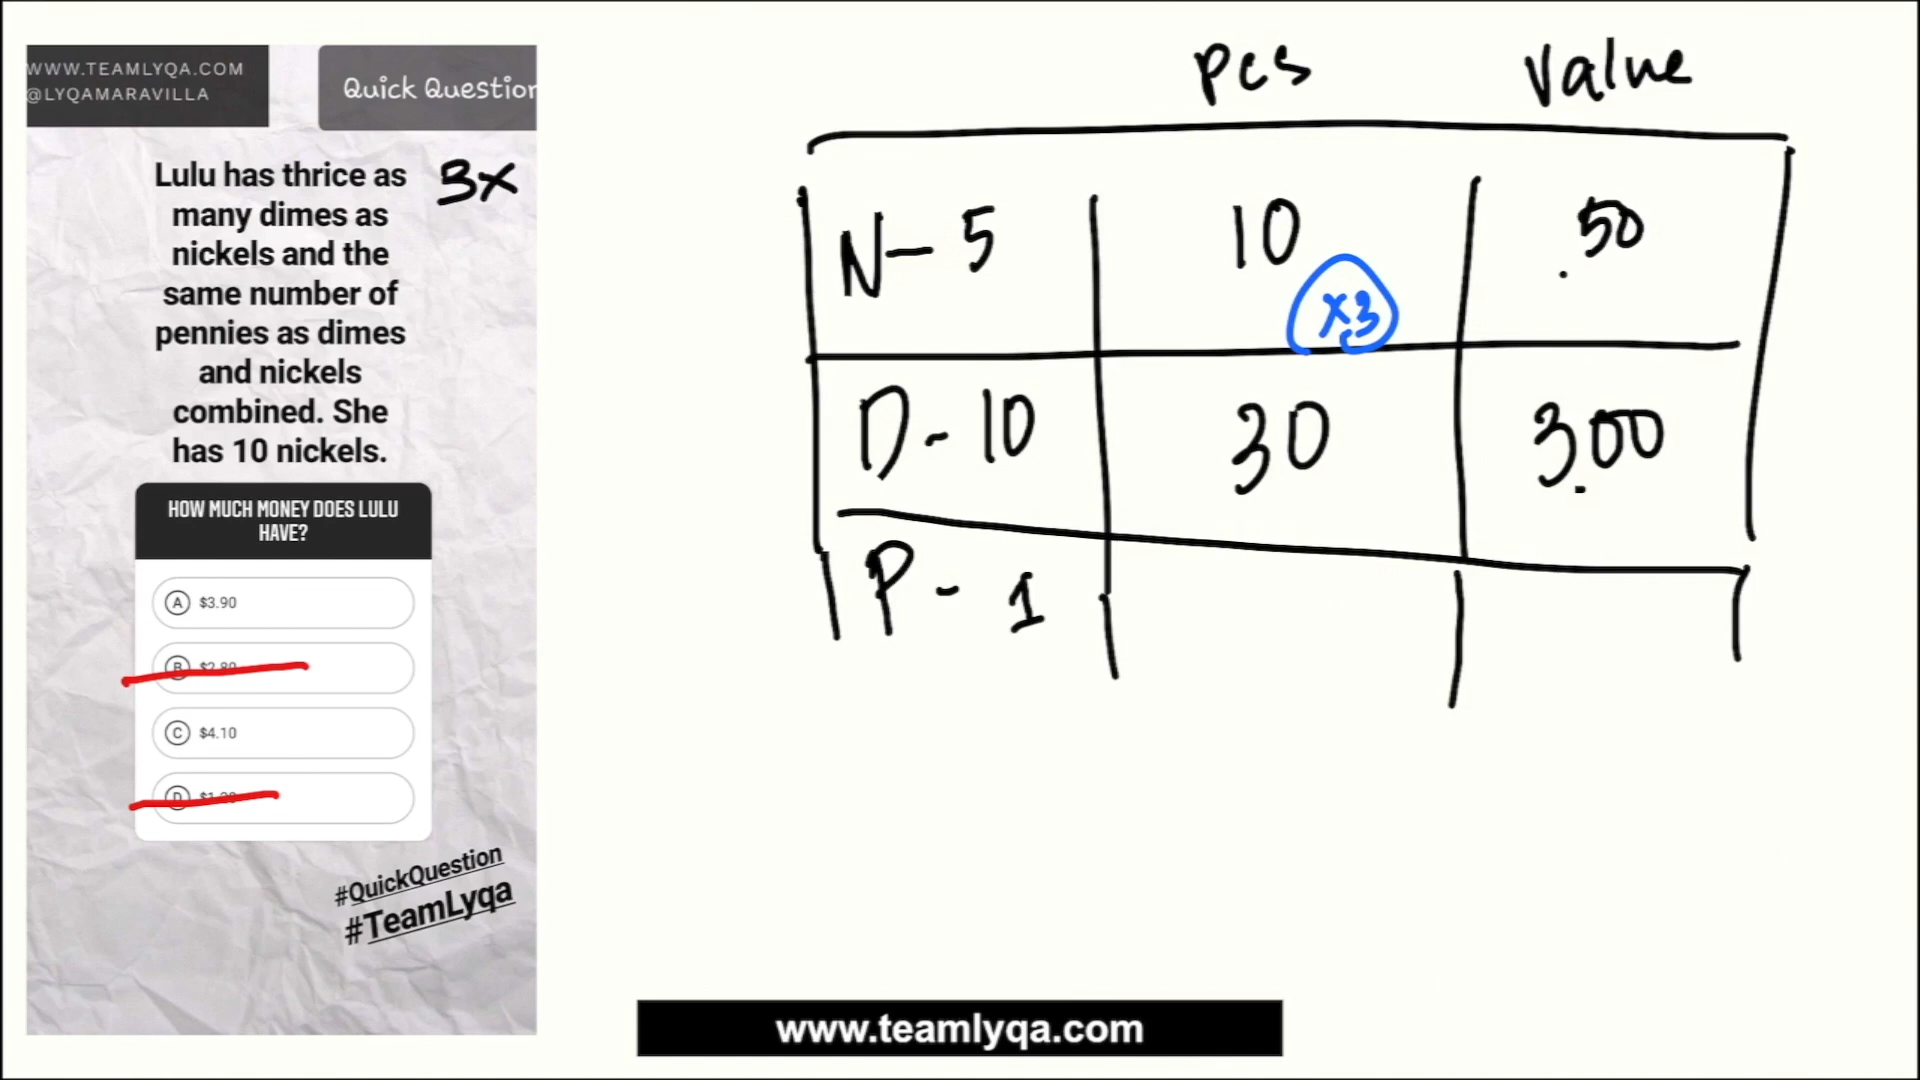 WWW.TEAMLYQA.COM
@LYQAMARAVILLA
Quick Question
Lulu has thrice as
many dimes as
nickels and the
same number of
pennies as dimes
and nickels
combined. She
has 10 nickels.
3x
HOW MUCH MONEY DOES LULU
HAVE?
A $3.90
B $2.80
C $4.10
D
#QuickQuestion
#TeamLyqa
pcs value
N - 5 10 .50
x3
D - 10 30 3.00
P - 1
www.teamlyqa.com